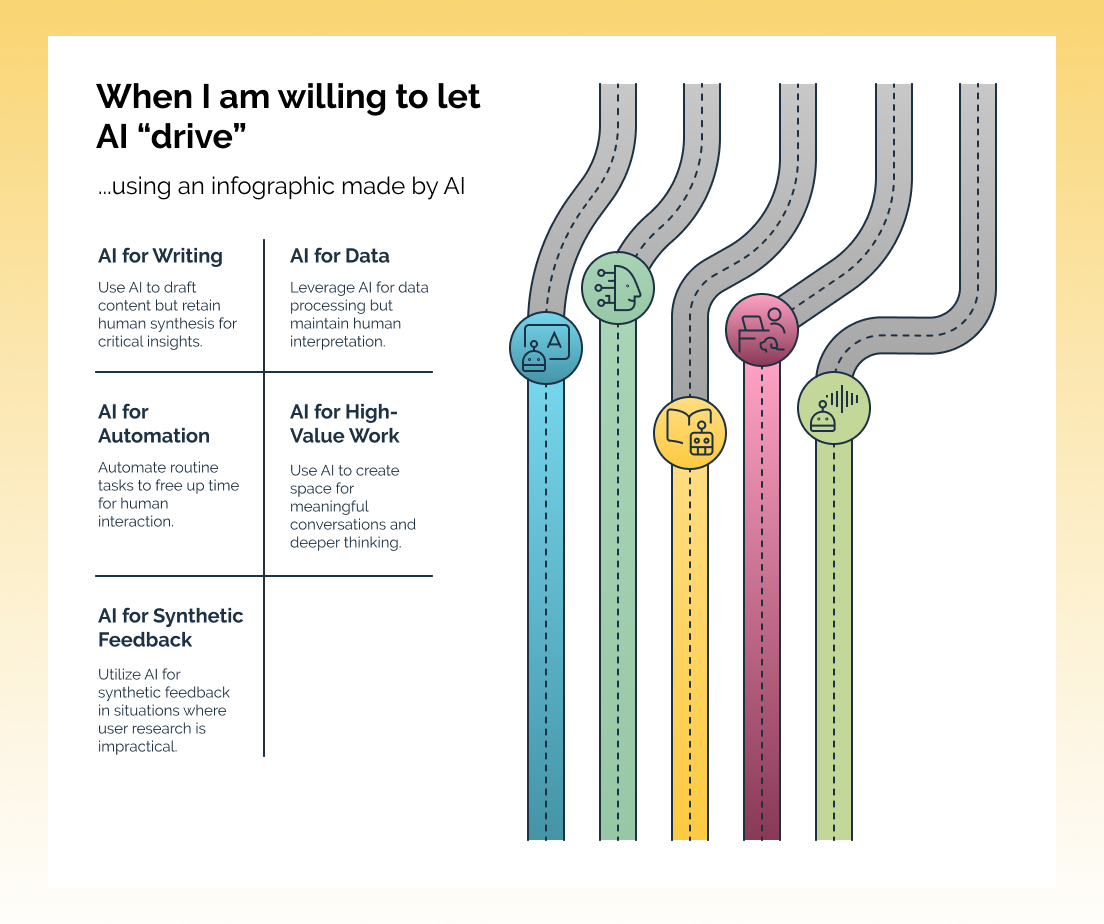 When I am willing to let
AI “drive”
...using an infographic made by AI
AI for Writing
Use AI to draft
content but retain
human synthesis for
critical insights.
AI for Data
Leverage AI for data
processing but
maintain human
interpretation.
AI for
Automation
Automate routine
tasks to free up time
for human
interaction.
AI for High-
Value Work
Use AI to create
space for
meaningful
conversations and
deeper thinking.
AI for Synthetic
Feedback
Utilize AI for
synthetic feedback
in situations where
user research is
impractical.
A